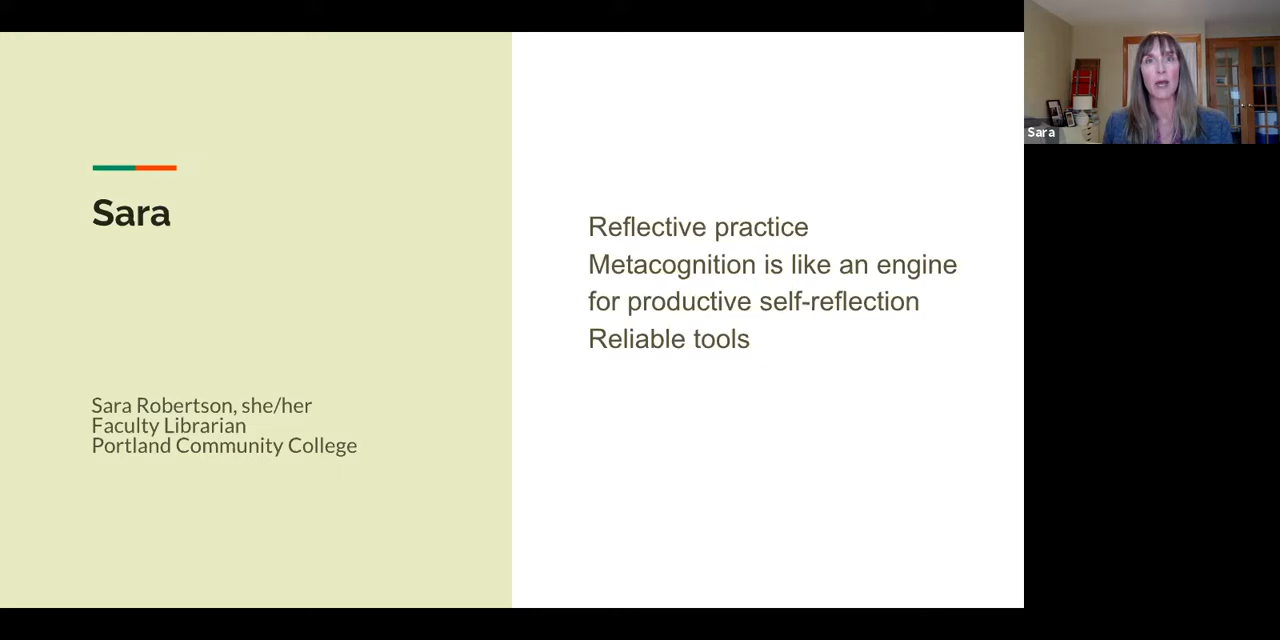 Sara
Sara Robertson, she/her
Faculty Librarian
Portland Community College
Reflective practice
Metacognition is like an engine
for productive self-reflection
Reliable tools
Sara